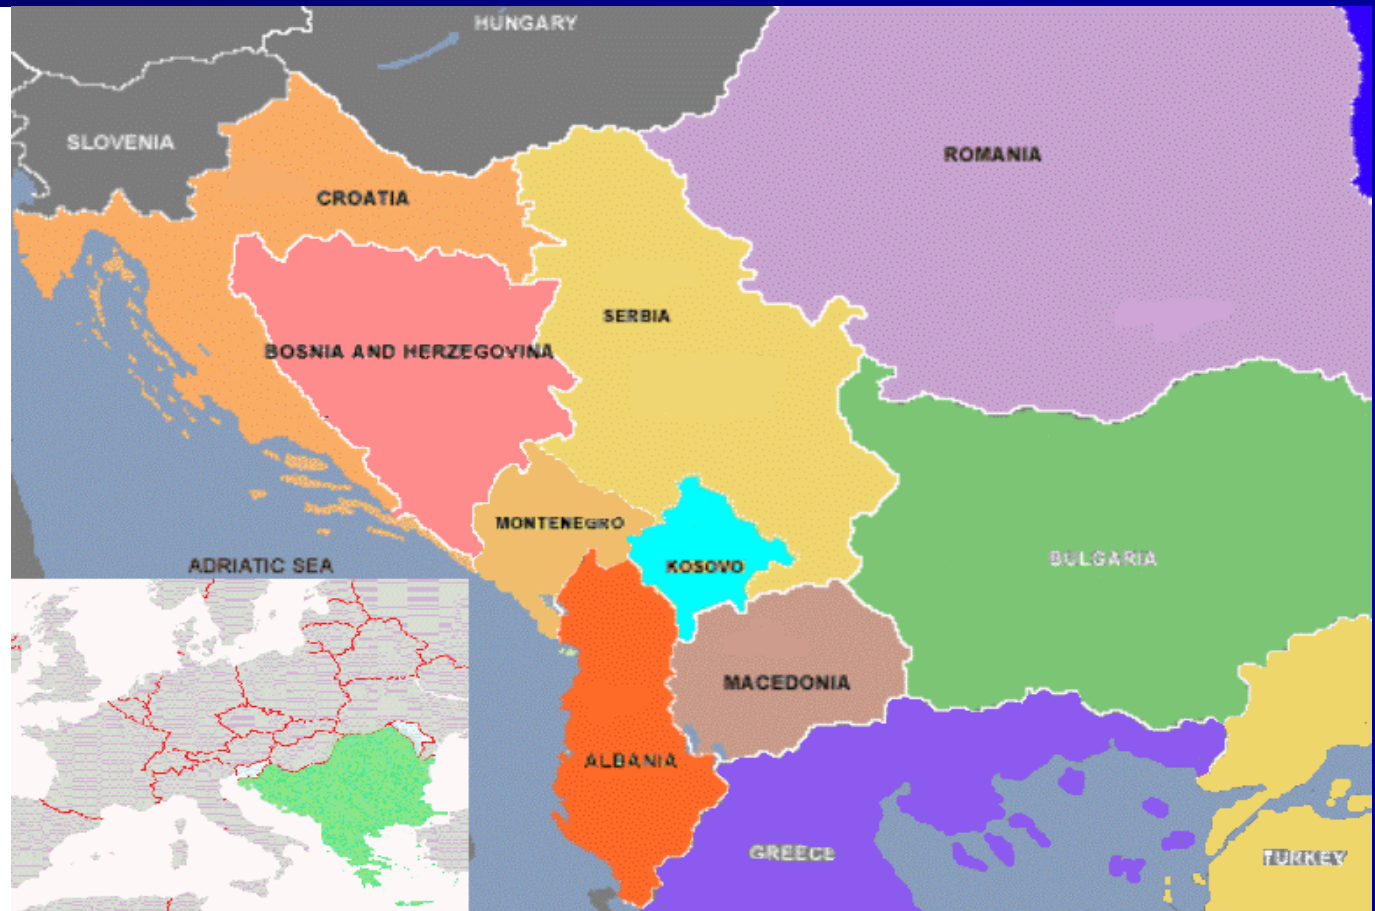 HUNGARY
SLOVENIA
ROMANIA
CROATIA
SERBIA
BOSNIA AND HERZEGOVINA
MONTENEGRO
ADRIATIC SEA
KOSOVO
BULGARIA
MACEDONIA
ALBANIA
GREECE
TURKEY